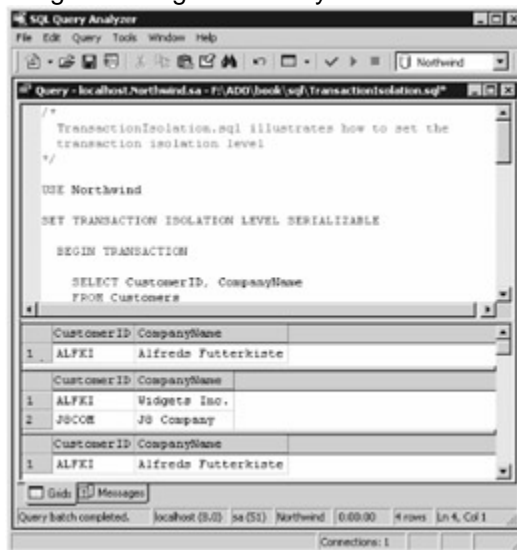 SQL Query Analyzer
File Edit Query Tools Window Help
Northwind
Query - localhost.Northwind.sa - F:\ADO\book\sql\TransactionIsolation.sql*
/*
TransactionIsolation.sql illustrates how to set the
transaction isolation level
*/
USE Northwind
SET TRANSACTION ISOLATION LEVEL SERIALIZABLE
BEGIN TRANSACTION
SELECT CustomerID, CompanyName
FROM Customers
CustomerID CompanyName
1 ALFKI Alfreds Futterkiste
CustomerID CompanyName
1 ALFKI Widgets Inc.
2 J8COM J8 Company
CustomerID CompanyName
1 ALFKI Alfreds Futterkiste
Grids Messages
Query batch completed. localhost (8.0) sa (51) Northwind 0:00:00 4 rows Ln 4, Col 1
Connections: 1